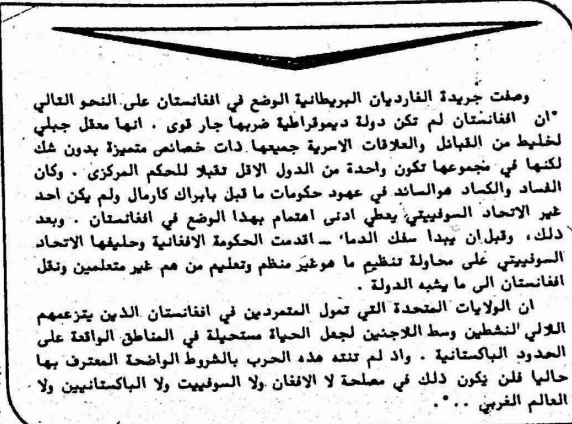 وصفت جريدة الغارديان البريطانية الوضع في افغانستان على النحو التالي
"ان افغانستان لم تكن دولة ديموقراطية ضربها جار قوى . انها معقل جبلي
لخليط من القبائل والعلاقات الاسرية جميعها ذات خصائص متميزة بدون شك
لكنها في مجموعها تكون واحدة من الدول الاقل تقبلا للحكم المركزى . وكان
الفساد والكساد هوالسائد في عهود حكومات ما قبل بابراك كارمال ولم يكن احد
غير الاتحاد السوفييتي يعطي ادنى اهتمام بهذا الوضع في افغانستان . وبعد
ذلك، وقبل ان يبدأ سفك الدماء ــ اقدمت الحكومة الافغانية وحليفها الاتحاد
السوفييتي على محاولة تنظيم ما هوغير منظم وتعليم من هم غير متعلمين ونقل
افغانستان الى ما يشبه الدولة .
ان الولايات المتحدة التي تمول المتمردين في افغانستان الذين يتزعمهم
النشطين وسط اللاجئين لجعل الحياة مستحيلة في المناطق الواقعة على
الحدود الباكستانية . واذ لم تنته هذه الحرب بالشروط الواضحة المعترف بها
حاليا فلن يكون ذلك في مصلحة لا الافغان ولا السوفييت ولا الباكستانيين ولا
العالم الغربي .."٠